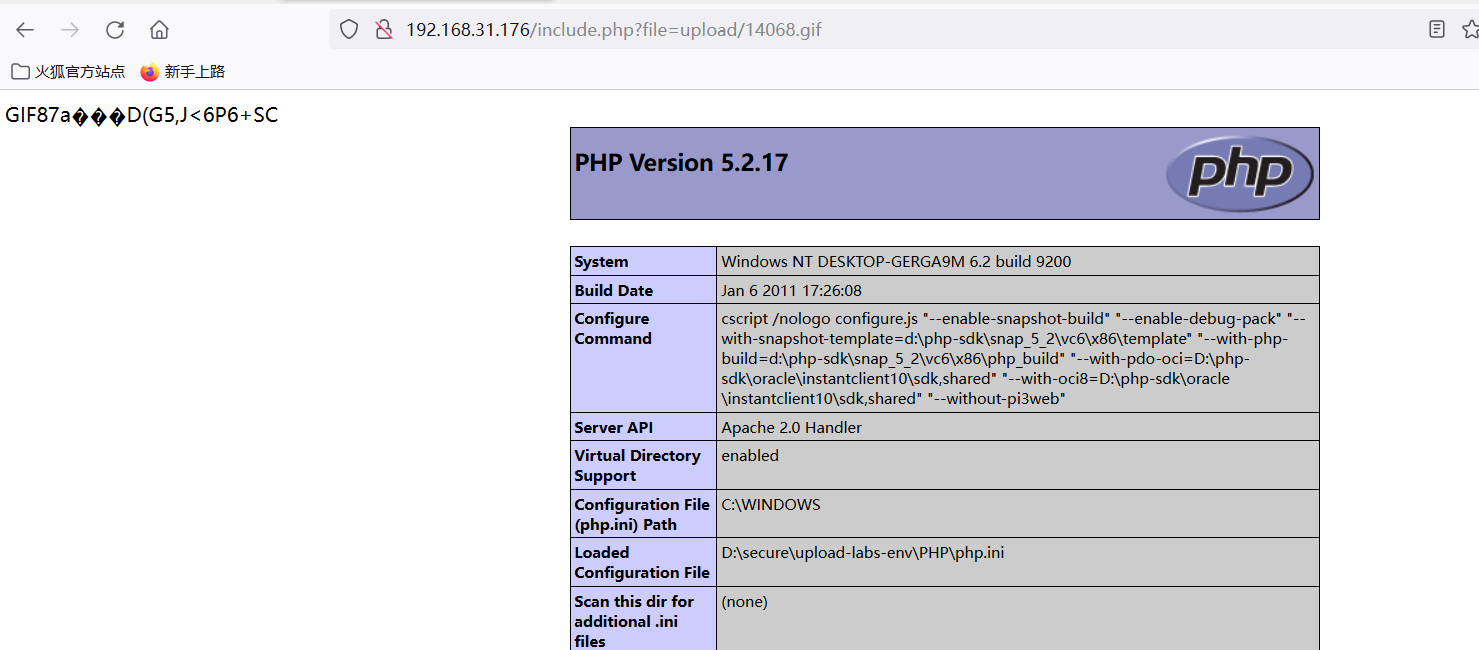 192.168.31.176/include.php?file=upload/14068.gif
火狐官方站点 新手上路
GIF87a���D(G5,J<6P6+SC
PHP Version 5.2.17
php
System Windows NT DESKTOP-GERGA9M 6.2 build 9200
Build Date Jan 6 2011 17:26:08
Configure
Command
cscript /nologo configure.js "--enable-snapshot-build" "--enable-debug-pack" "--
with-snapshot-template=d:\php-sdk\snap_5_2\vc6\x86\template" "--with-php-
build=d:\php-sdk\snap_5_2\vc6\x86\php_build" "--with-pdo-oci=D:\php-
sdk\oracle\instantclient10\sdk,shared" "--with-oci8=D:\php-sdk\oracle
\instantclient10\sdk,shared" "--without-pi3web"
Server API Apache 2.0 Handler
Virtual Directory
Support
enabled
Configuration File
(php.ini) Path
C:\WINDOWS
Loaded
Configuration File
D:\secure\upload-labs-env\PHP\php.ini
Scan this dir for
additional .ini
files
(none)